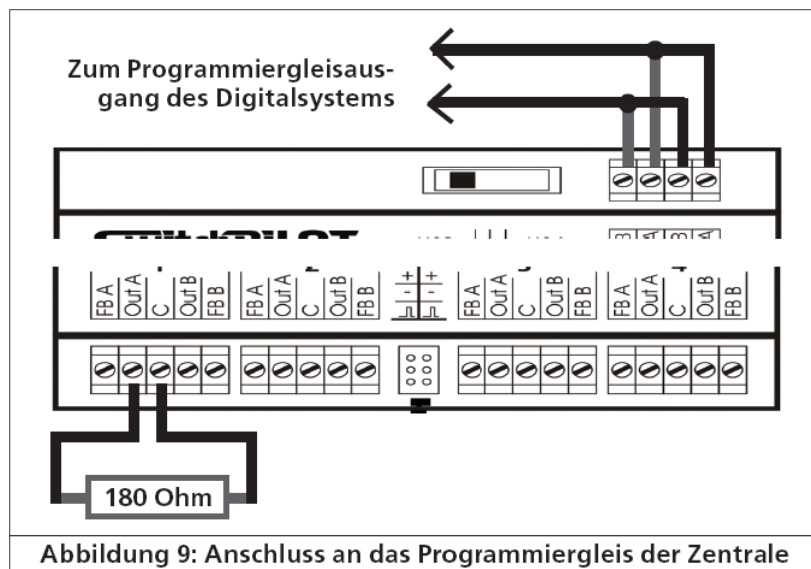 Zum Programmiergleisaus-
gang des Digitalsystems
FB A Out A C Out B FB B
FB A Out A C Out B FB B
+ +
- -
FB A Out A C Out B FB B
FB A Out A C Out B FB B
180 Ohm
Abbildung 9: Anschluss an das Programmiergleis der Zentrale